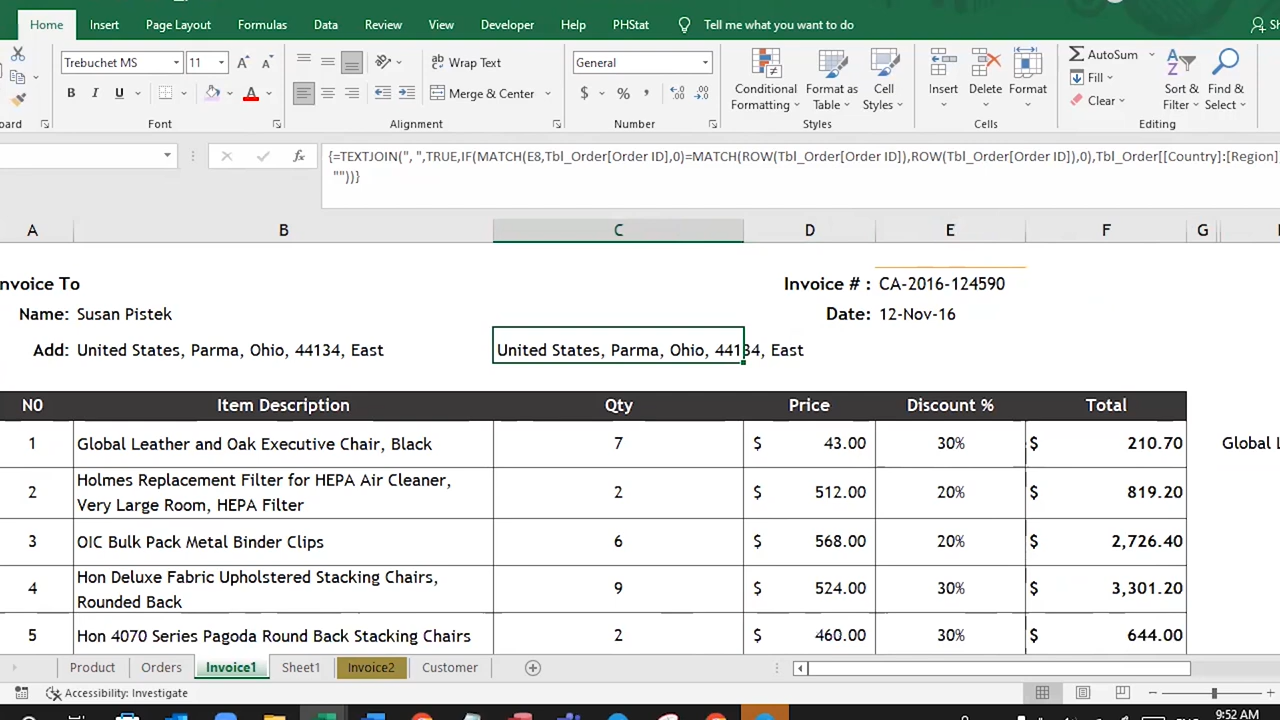 Home Insert Page Layout Formulas Data Review View Developer Help PHStat Tell me what you want to do
Trebuchet MS 11 Wrap Text General Conditional Format as Cell Insert Delete Format AutoSum Sort & Find &
Merge & Center $ % Formatting Table Styles Fill Filter Select
Clear
Font Alignment Number Styles Cells Editing
fx {=TEXTJOIN(", ",TRUE,IF(MATCH(E8,Tbl_Order[Order ID],0)=MATCH(ROW(Tbl_Order[Order ID]),ROW(Tbl_Order[Order ID]),0),Tbl_Order[[Country]:[Region]
""))}
A B C D E F G
nvoice To Invoice # : CA-2016-124590
Name: Susan Pistek Date: 12-Nov-16
Add: United States, Parma, Ohio, 44134, East United States, Parma, Ohio, 44134, East
N0 Item Description Qty Price Discount % Total
1 Global Leather and Oak Executive Chair, Black 7 $ 43.00 30% $ 210.70 Global L
2 Holmes Replacement Filter for HEPA Air Cleaner, 2 $ 512.00 20% $ 819.20
Very Large Room, HEPA Filter
3 OIC Bulk Pack Metal Binder Clips 6 $ 568.00 20% $ 2,726.40
4 Hon Deluxe Fabric Upholstered Stacking Chairs, 9 $ 524.00 30% $ 3,301.20
Rounded Back
5 Hon 4070 Series Pagoda Round Back Stacking Chairs 2 $ 460.00 30% $ 644.00
Product Orders Invoice1 Sheet1 Invoice2 Customer
Accessibility: Investigate
9:52 AM